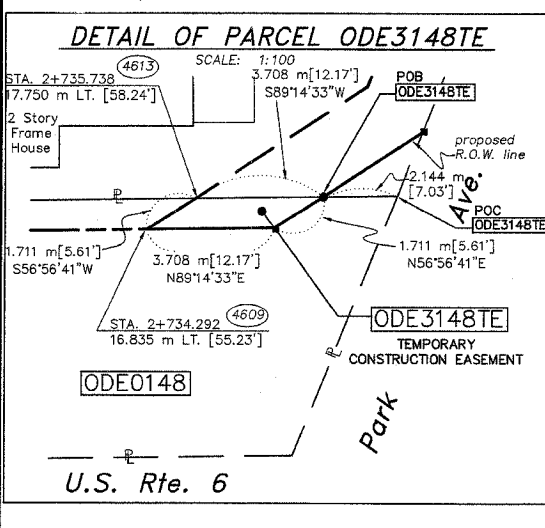 DETAIL OF PARCEL ODE3148TE
SCALE: 1:100
4613
STA. 2+735.738
17.750 m LT. [58.24']
3.708 m[12.17']
S89°14'33"W
POB
ODE3148TE
2 Story
Frame
House
proposed
R.O.W. line
2.144 m
[7.03']
Ave.
POC
ODE3148TE
PL
1.711 m[5.61']
S56°56'41"W
3.708 m[12.17']
N89°14'33"E
1.711 m[5.61']
N56°56'41"E
4609
STA. 2+734.292
16.835 m LT. [55.23']
ODE3148TE
TEMPORARY
CONSTRUCTION EASEMENT
ODE0148
PL
Park
PL
U.S. Rte. 6